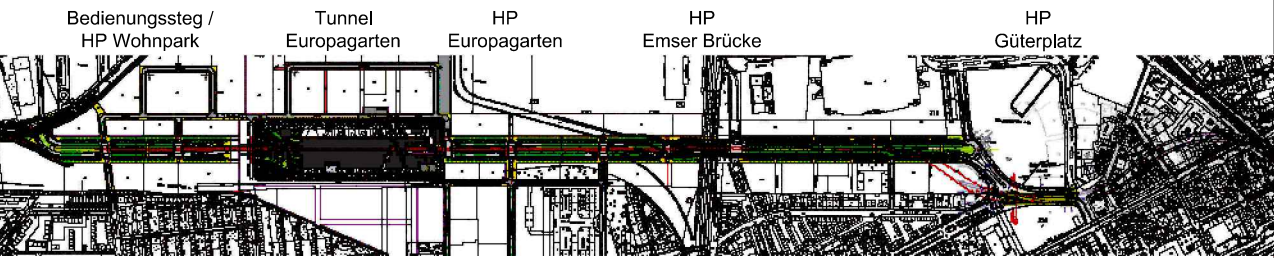 Bedienungssteg /
HP Wohnpark
Tunnel
Europagarten
HP
Europagarten
HP
Emser Brücke
HP
Güterplatz